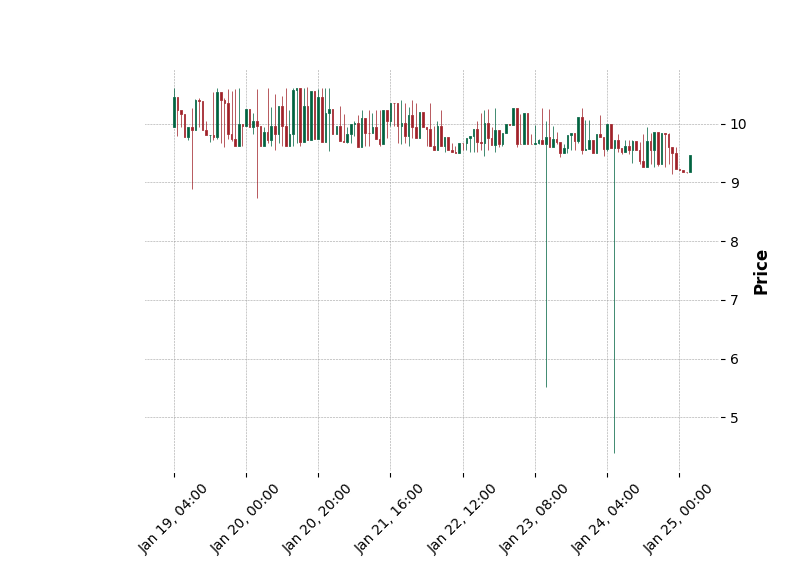 10
9
8
7
6
5
Price
Jan 19, 04:00
Jan 20, 00:00
Jan 20, 20:00
Jan 21, 16:00
Jan 22, 12:00
Jan 23, 08:00
Jan 24, 04:00
Jan 25, 00:00